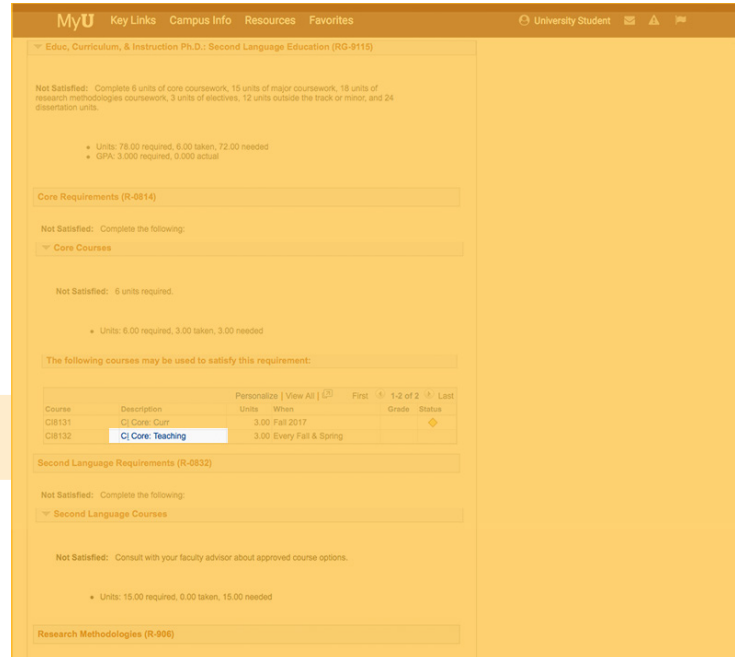 MyU Key Links Campus Info Resources Favorites University Student
Educ, Curriculum, & Instruction Ph.D.: Second Language Education (RG-9115)
Not Satisfied: Complete 6 units of core coursework, 15 units of major coursework, 18 units of
research methodologies coursework, 3 units of electives, 12 units outside the track or minor, and 24
dissertation units.
• Units: 78.00 required, 6.00 taken, 72.00 needed
• GPA: 3.000 required, 0.000 actual
Core Requirements (R-0814)
Not Satisfied: Complete the following:
Core Courses
Not Satisfied: 6 units required.
• Units: 6.00 required, 3.00 taken, 3.00 needed
The following courses may be used to satisfy this requirement:
Personalize | View All | First 1-2 of 2 Last
Course Description Units When Grade Status
CI8131 CI Core: Curr 3.00 Fall 2017
CI8132 CI Core: Teaching 3.00 Every Fall & Spring
Second Language Requirements (R-0832)
Not Satisfied: Complete the following:
Second Language Courses
Not Satisfied: Consult with your faculty advisor about approved course options.
• Units: 15.00 required, 0.00 taken, 15.00 needed
Research Methodologies (R-906)